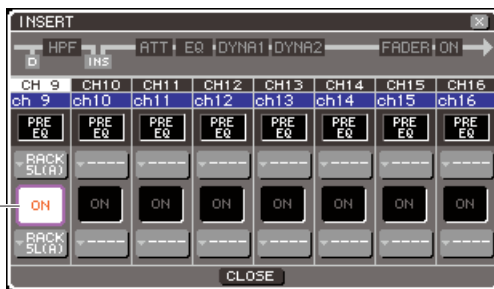 INSERT
HPF ATT EQ DYNA1 DYNA2 FADER ON
D INS
CH 9 CH10 CH11 CH12 CH13 CH14 CH15 CH16
ch 9 ch10 ch11 ch12 ch13 ch14 ch15 ch16
PRE PRE PRE PRE PRE PRE PRE PRE
EQ EQ EQ EQ EQ EQ EQ EQ
RACK ---- ---- ---- ---- ---- ---- ----
5L(A)
ON ON ON ON ON ON ON ON
RACK ---- ---- ---- ---- ---- ---- ----
5L(A)
CLOSE